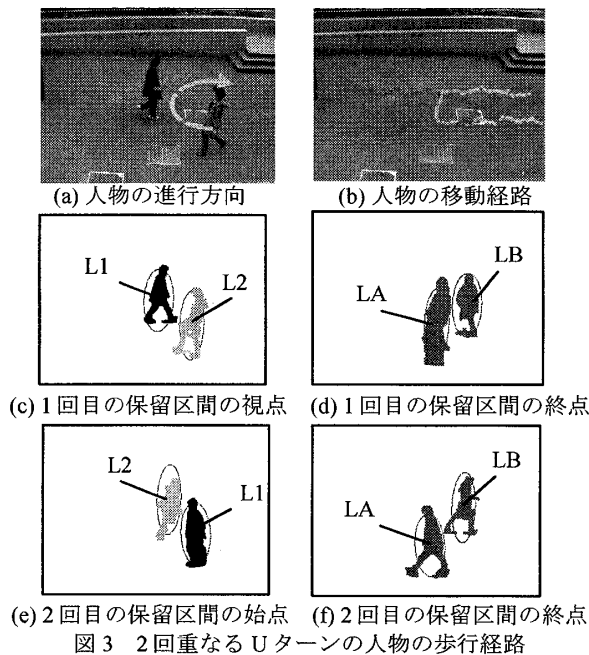 (a) 人物の進行方向
(b) 人物の移動経路
L1
L2
LA
LB
(c) 1回目の保留区間の視点
(d) 1回目の保留区間の終点
L2
L1
LA
LB
(e) 2回目の保留区間の始点
(f) 2回目の保留区間の終点
図3 2回重なるUターンの人物の歩行経路